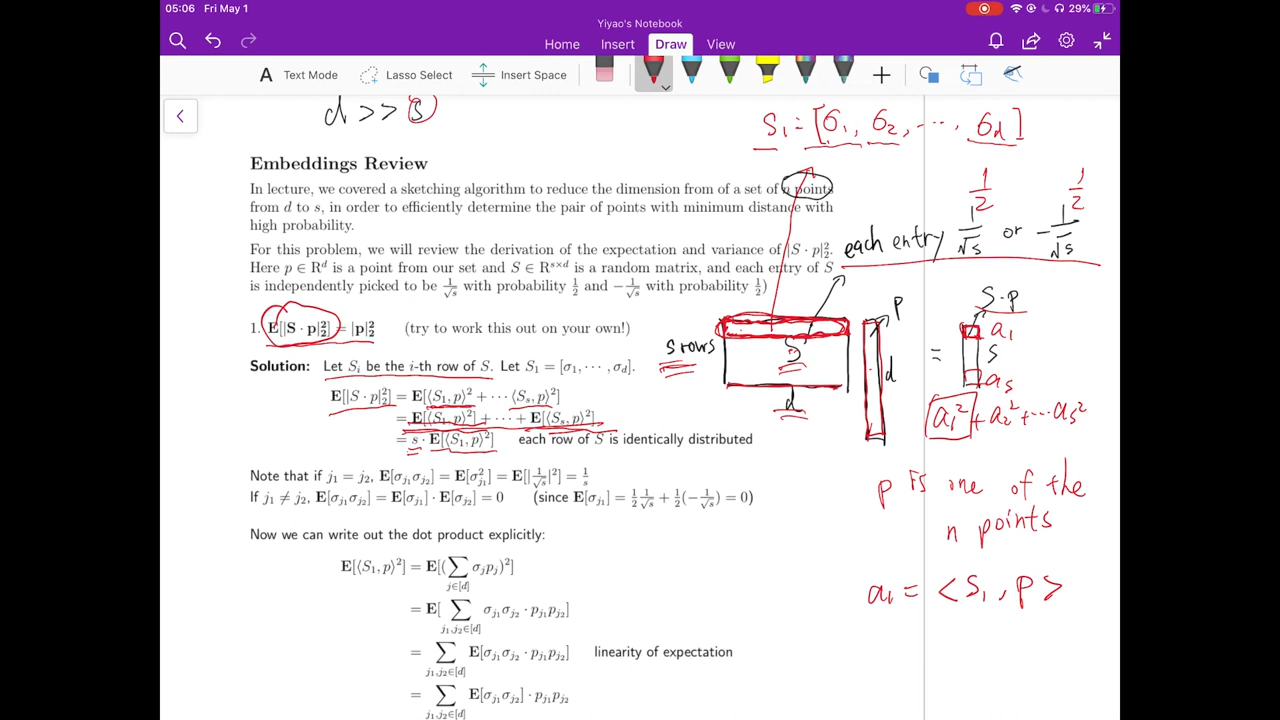 05:06 Fri May 1
29%
Yiyao's Notebook
Home Insert Draw View
A Text Mode Lasso Select Insert Space
d >> s
S₁ = [σ₁, σ₂, ..., σd]
Embeddings Review
In lecture, we covered a sketching algorithm to reduce the dimension from of a set of n points
from d to s, in order to efficiently determine the pair of points with minimum distance with
high probability.
1/2 1/2
each entry 1/√s or -1/√s
For this problem, we will review the derivation of the expectation and variance of |S · p|₂².
Here p ∈ Rᵈ is a point from our set and S ∈ Rˢˣᵈ is a random matrix, and each entry of S
is independently picked to be 1/√s with probability 1/2 and −1/√s with probability 1/2)
1. E[|S · p|₂²] = |p|₂² (try to work this out on your own!)
Solution: Let Sᵢ be the i-th row of S. Let S₁ = [σ₁, ⋯ , σd].
E[|S · p|₂²] = E[⟨S₁, p⟩² + ⋯ ⟨Sₛ, p⟩²]
= E[⟨S₁, p⟩²] + ⋯ + E[⟨Sₛ, p⟩²]
= s · E[⟨S₁, p⟩²] each row of S is identically distributed
s rows S d p d = S·p a₁ s aₛ
a₁² + a₂² + ⋯ aₛ²
Note that if j₁ = j₂, E[σj₁σj₂] = E[σ²j₁] = E[|1/√s|²] = 1/s
If j₁ ≠ j₂, E[σj₁σj₂] = E[σj₁] · E[σj₂] = 0 (since E[σj₁] = 1/2 1/√s + 1/2(−1/√s) = 0)
p is one of the
n points
Now we can write out the dot product explicitly:
E[⟨S₁, p⟩²] = E[(∑j∈[d] σjpj)²]
a₁ = <S₁, p>
= E[ ∑j₁,j₂∈[d] σj₁σj₂ · pj₁pj₂]
= ∑j₁,j₂∈[d] E[σj₁σj₂ · pj₁pj₂] linearity of expectation
= ∑j₁,j₂∈[d] E[σj₁σj₂] · pj₁pj₂